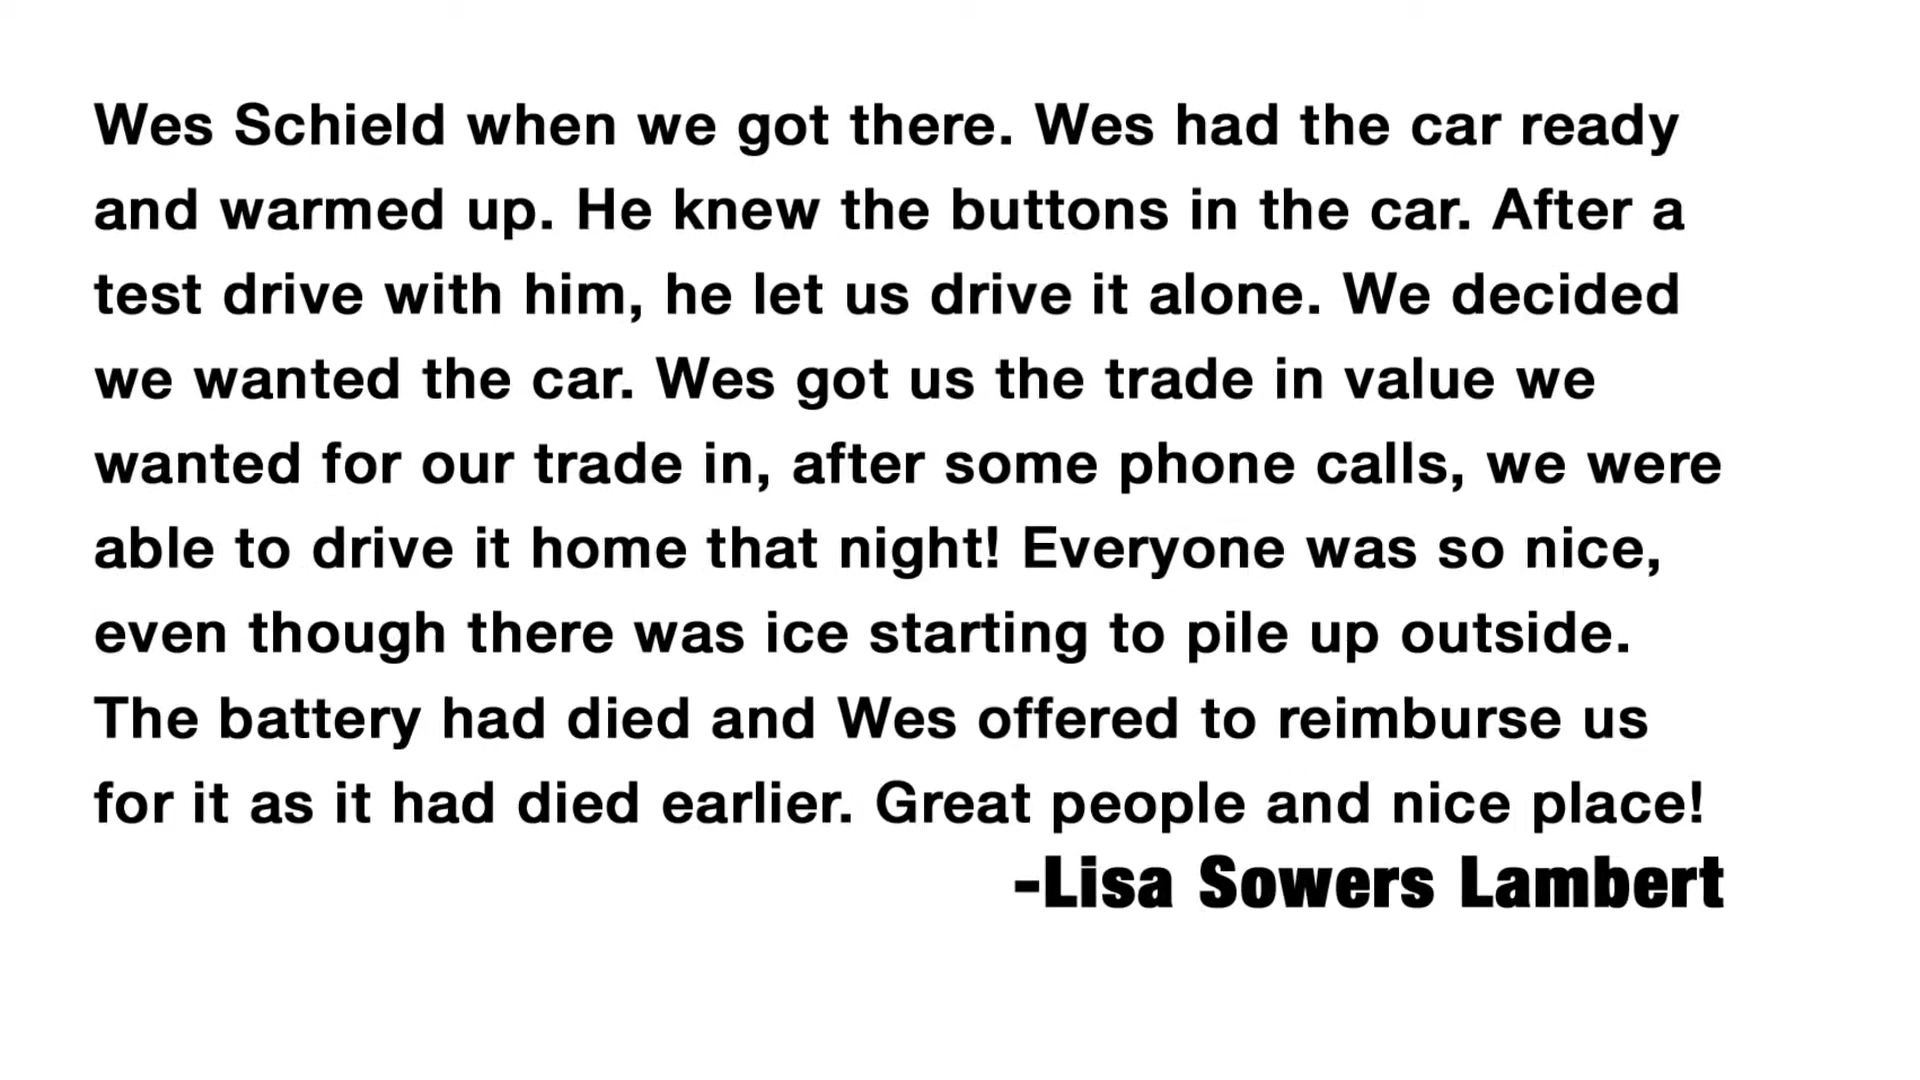 Wes Schield when we got there. Wes had the car ready
and warmed up. He knew the buttons in the car. After a
test drive with him, he let us drive it alone. We decided
we wanted the car. Wes got us the trade in value we
wanted for our trade in, after some phone calls, we were
able to drive it home that night! Everyone was so nice,
even though there was ice starting to pile up outside.
The battery had died and Wes offered to reimburse us
for it as it had died earlier. Great people and nice place!
-Lisa Sowers Lambert